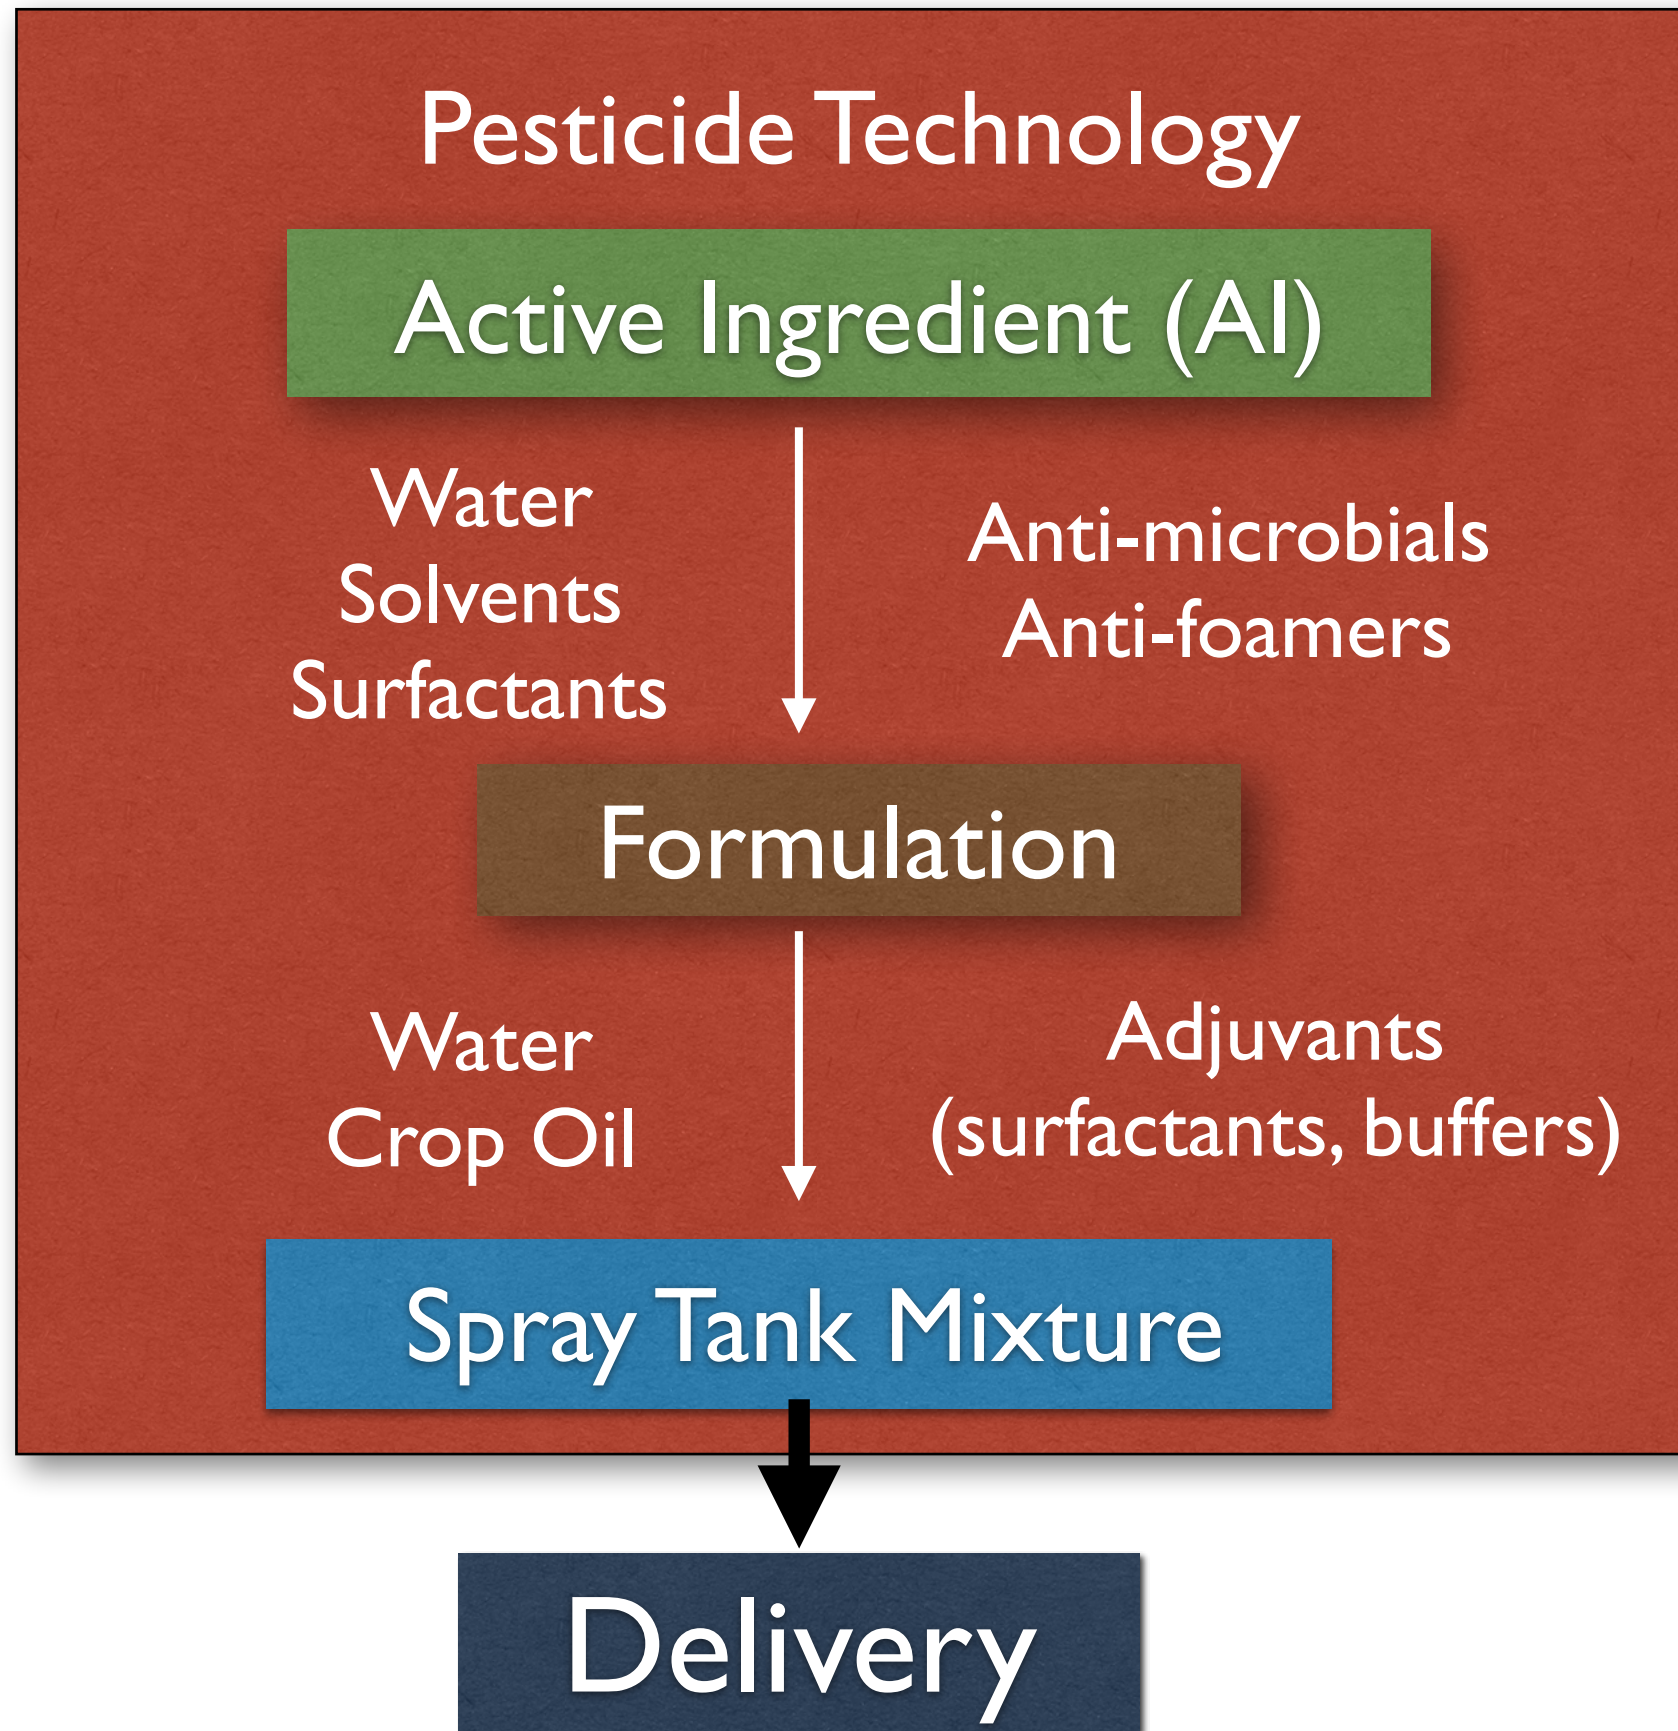 Pesticide Technology
Active Ingredient (AI)
Water
Solvents
Surfactants
Anti-microbials
Anti-foamers
Formulation
Water
Crop Oil
Adjuvants
(surfactants, buffers)
Spray Tank Mixture
Delivery